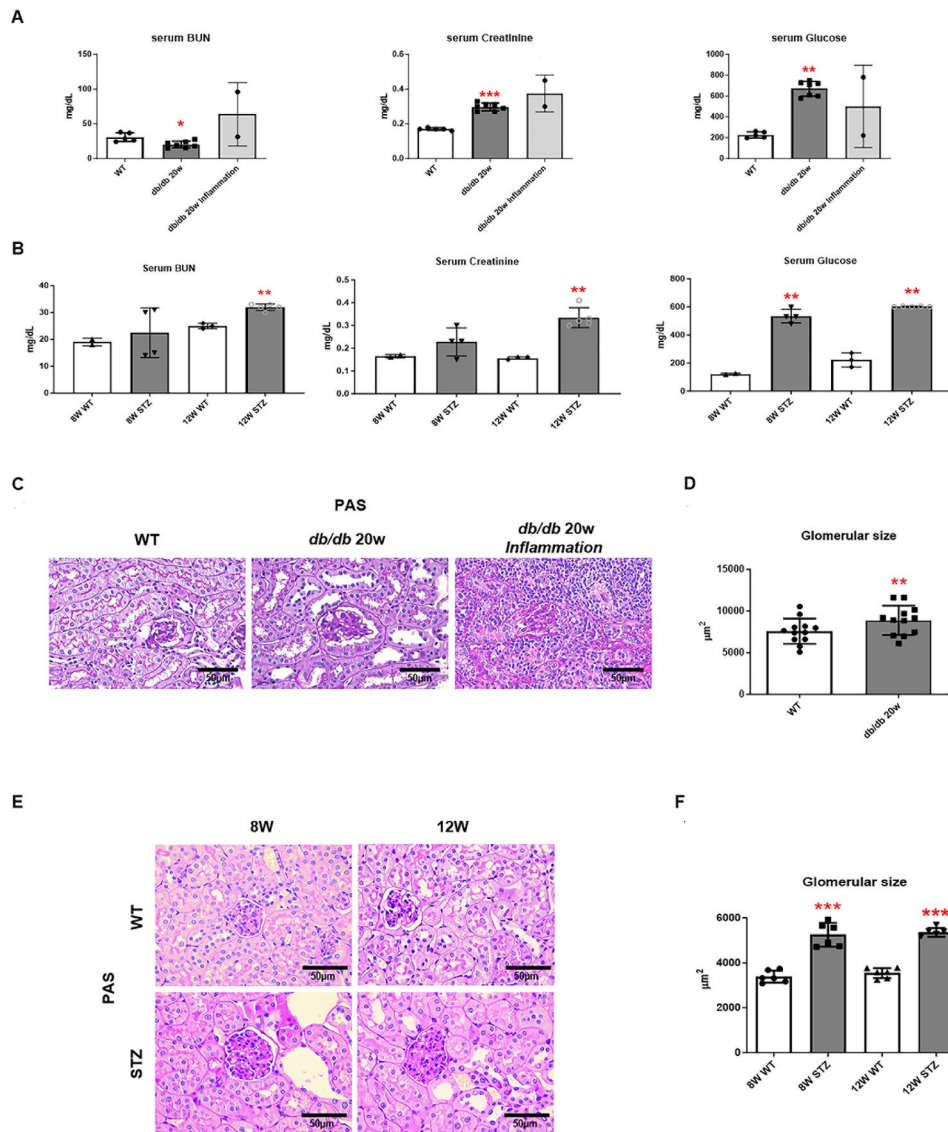 A
serum BUN
mg/dL
150
100
50
0
*
WT
db/db 20w
db/db 20w Inflammation
serum Creatinine
mg/dL
0.6
0.4
0.2
0.0
***
WT
db/db 20w
db/db 20w Inflammation
serum Glucose
mg/dL
1000
800
600
400
200
0
**
WT
db/db 20w
db/db 20w Inflammation
B
Serum BUN
mg/dL
40
30
20
10
0
**
8W WT
8W STZ
12W WT
12W STZ
Serum Creatinine
mg/dL
0.5
0.4
0.3
0.2
0.1
0.0
**
8W WT
8W STZ
12W WT
12W STZ
Serum Glucose
mg/dL
800
600
400
200
0
**
**
8W WT
8W STZ
12W WT
12W STZ
C
PAS
WT
db/db 20w
db/db 20w
Inflammation
50μm
50μm
50μm
D
Glomerular size
μm²
15000
10000
5000
0
**
WT
db/db 20w
E
8W
12W
PAS
WT
STZ
50μm
50μm
50μm
50μm
F
Glomerular size
μm²
6000
4000
2000
0
***
***
8W WT
8W STZ
12W WT
12W STZ